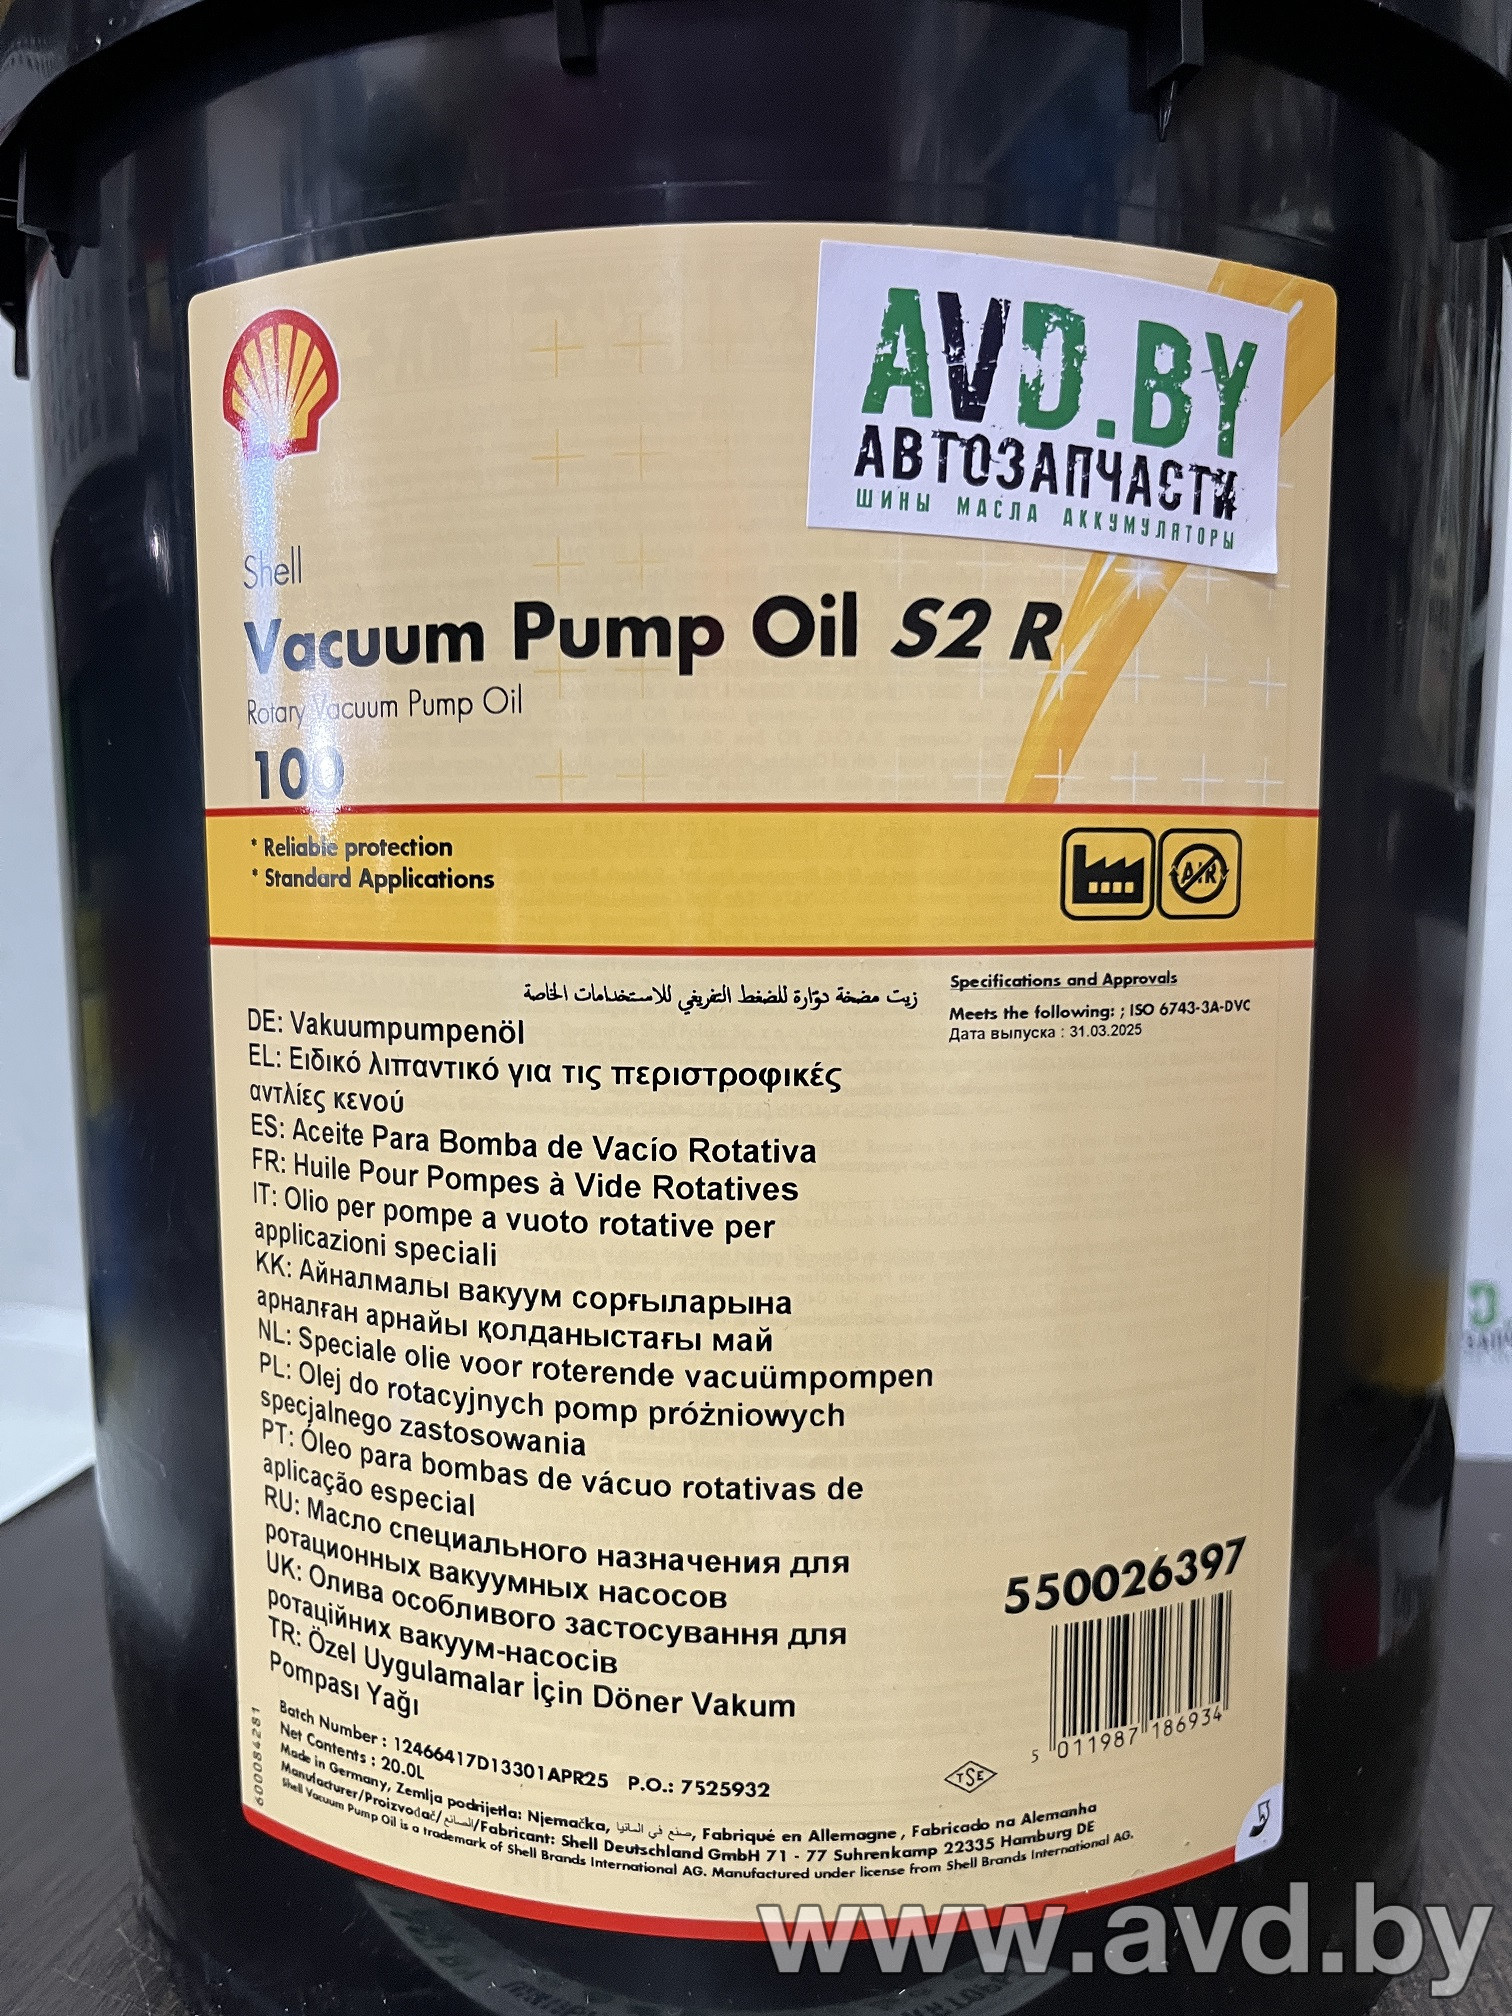 AVD.BY
АВТОЗАПЧАСТИ
ШИНЫ МАСЛА АККУМУЛЯТОРЫ
Shell
Vacuum Pump Oil S2 R
Rotary Vacuum Pump Oil
100
* Reliable protection
* Standard Applications
AIR
زيت مضخة دوّارة للضغط التفريغي للاستخدامات الخاصة
DE: Vakuumpumpenöl
EL: Ειδικό λιπαντικό για τις περιστροφικές
αντλίες κενού
ES: Aceite Para Bomba de Vacío Rotativa
FR: Huile Pour Pompes à Vide Rotatives
IT: Olio per pompe a vuoto rotative per
applicazioni speciali
KK: Айналмалы вакуум сорғыларына
арналған арнайы қолданыстағы май
NL: Speciale olie voor roterende vacuümpompen
PL: Olej do rotacyjnych pomp próżniowych
specjalnego zastosowania
PT: Óleo para bombas de vácuo rotativas de
aplicação especial
RU: Масло специального назначения для
ротационных вакуумных насосов
UK: Олива особливого застосування для
ротаційних вакуум-насосів
TR: Özel Uygulamalar İçin Döner Vakum
Pompası Yağı
Specifications and Approvals
Meets the following: ; ISO 6743-3A-DVC
Дата выпуска : 31.03.2025
550026397
5 011987 186934
TSE
600084281
Batch Number : 12466417D13301APR25 P.O.: 7525932
Net Contents : 20.0L
Made in Germany, Zemlja podrijetla: Njemačka, صنع في المانيا, Fabriqué en Allemagne , Fabricado na Alemanha
Manufacturer/Proizvođač/الصانع/Fabricant: Shell Deutschland GmbH 71 - 77 Suhrenkamp 22335 Hamburg DE
Shell Vacuum Pump Oil is a trademark of Shell Brands International AG. Manufactured under license from Shell Brands International AG.
www.avd.by